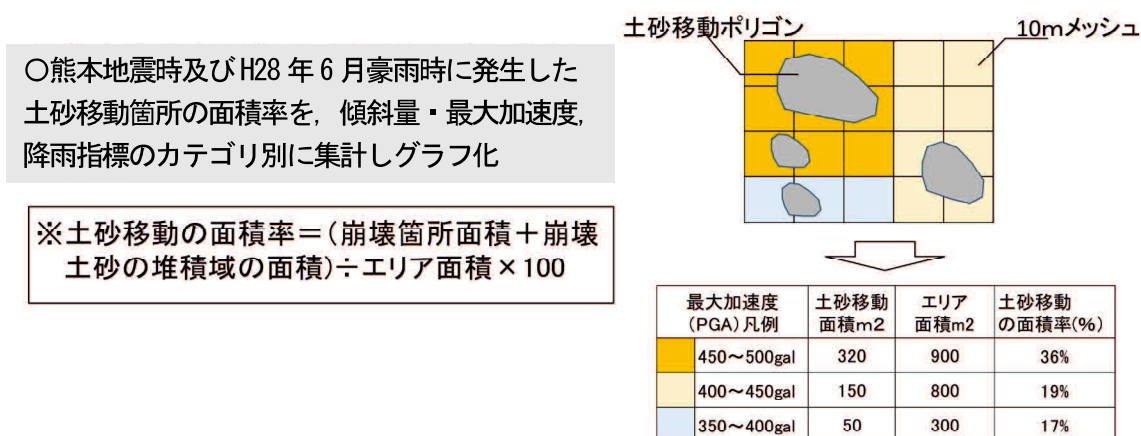 〇熊本地震時及びH28年6月豪雨時に発生した
土砂移動箇所の面積率を，傾斜量・最大加速度，
降雨指標のカテゴリ別に集計しグラフ化
※土砂移動の面積率＝(崩壊箇所面積＋崩壊
土砂の堆積域の面積)÷エリア面積×100
土砂移動ポリゴン
10mメッシュ
最大加速度 土砂移動 エリア 土砂移動
(PGA)凡例 面積m2 面積m2 の面積率(%)
450～500gal 320 900 36%
400～450gal 150 800 19%
350～400gal 50 300 17%